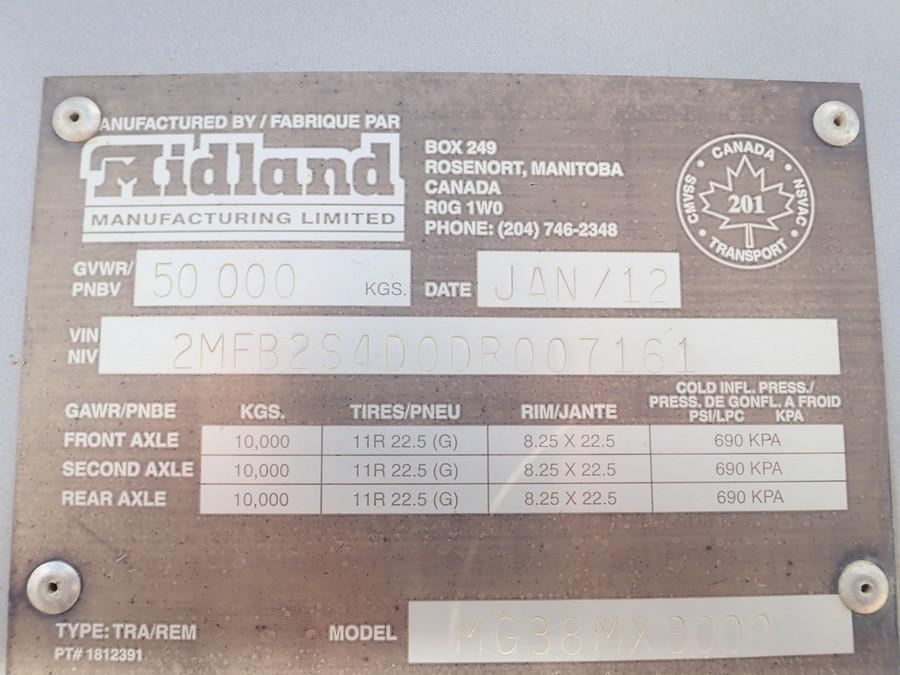 MANUFACTURED BY / FABRIQUE PAR
Midland
MANUFACTURING LIMITED
BOX 249
ROSENORT, MANITOBA
CANADA
R0G 1W0
PHONE: (204) 746-2348
CANADA
CMVSS 201 NSVAC
TRANSPORT
GVWR/
PNBV 50 000 KGS. DATE JAN/12
VIN
NIV 2MFB2S4D0DR007161
COLD INFL. PRESS./
PRESS. DE GONFL. A FROID
GAWR/PNBE KGS. TIRES/PNEU RIM/JANTE PSI/LPC KPA
FRONT AXLE 10,000 11R 22.5 (G) 8.25 X 22.5 690 KPA
SECOND AXLE 10,000 11R 22.5 (G) 8.25 X 22.5 690 KPA
REAR AXLE 10,000 11R 22.5 (G) 8.25 X 22.5 690 KPA
TYPE: TRA/REM MODEL MG38MX3000
PT# 1812391